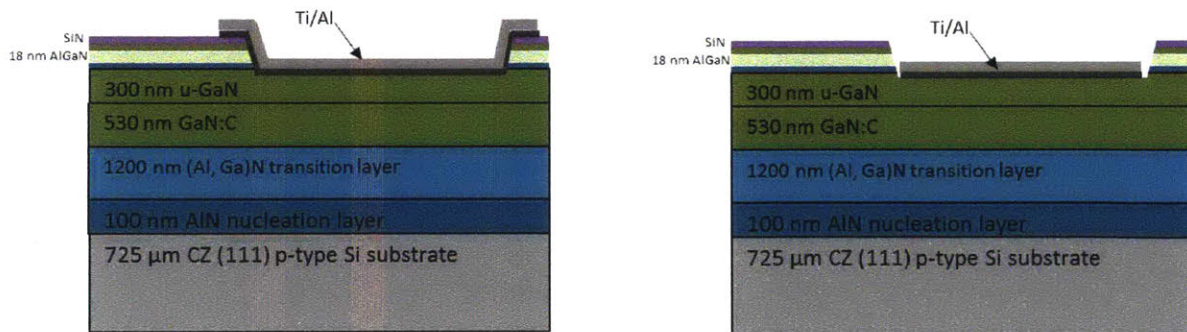 Ti/Al
SiN
18 nm AlGaN
300 nm u-GaN
530 nm GaN:C
1200 nm (Al, Ga)N transition layer
100 nm AlN nucleation layer
725 µm CZ (111) p-type Si substrate
Ti/Al
SiN
18 nm AlGaN
300 nm u-GaN
530 nm GaN:C
1200 nm (Al, Ga)N transition layer
100 nm AlN nucleation layer
725 µm CZ (111) p-type Si substrate